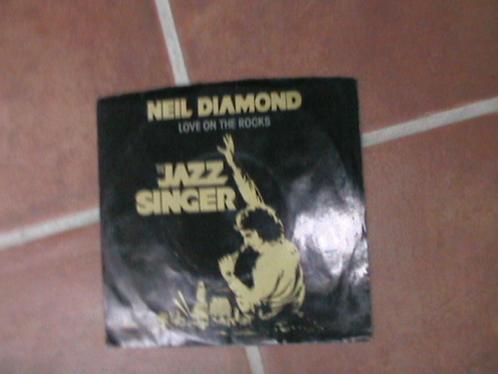 NEIL DIAMOND
LOVE ON THE ROCKS
THE JAZZ
SINGER